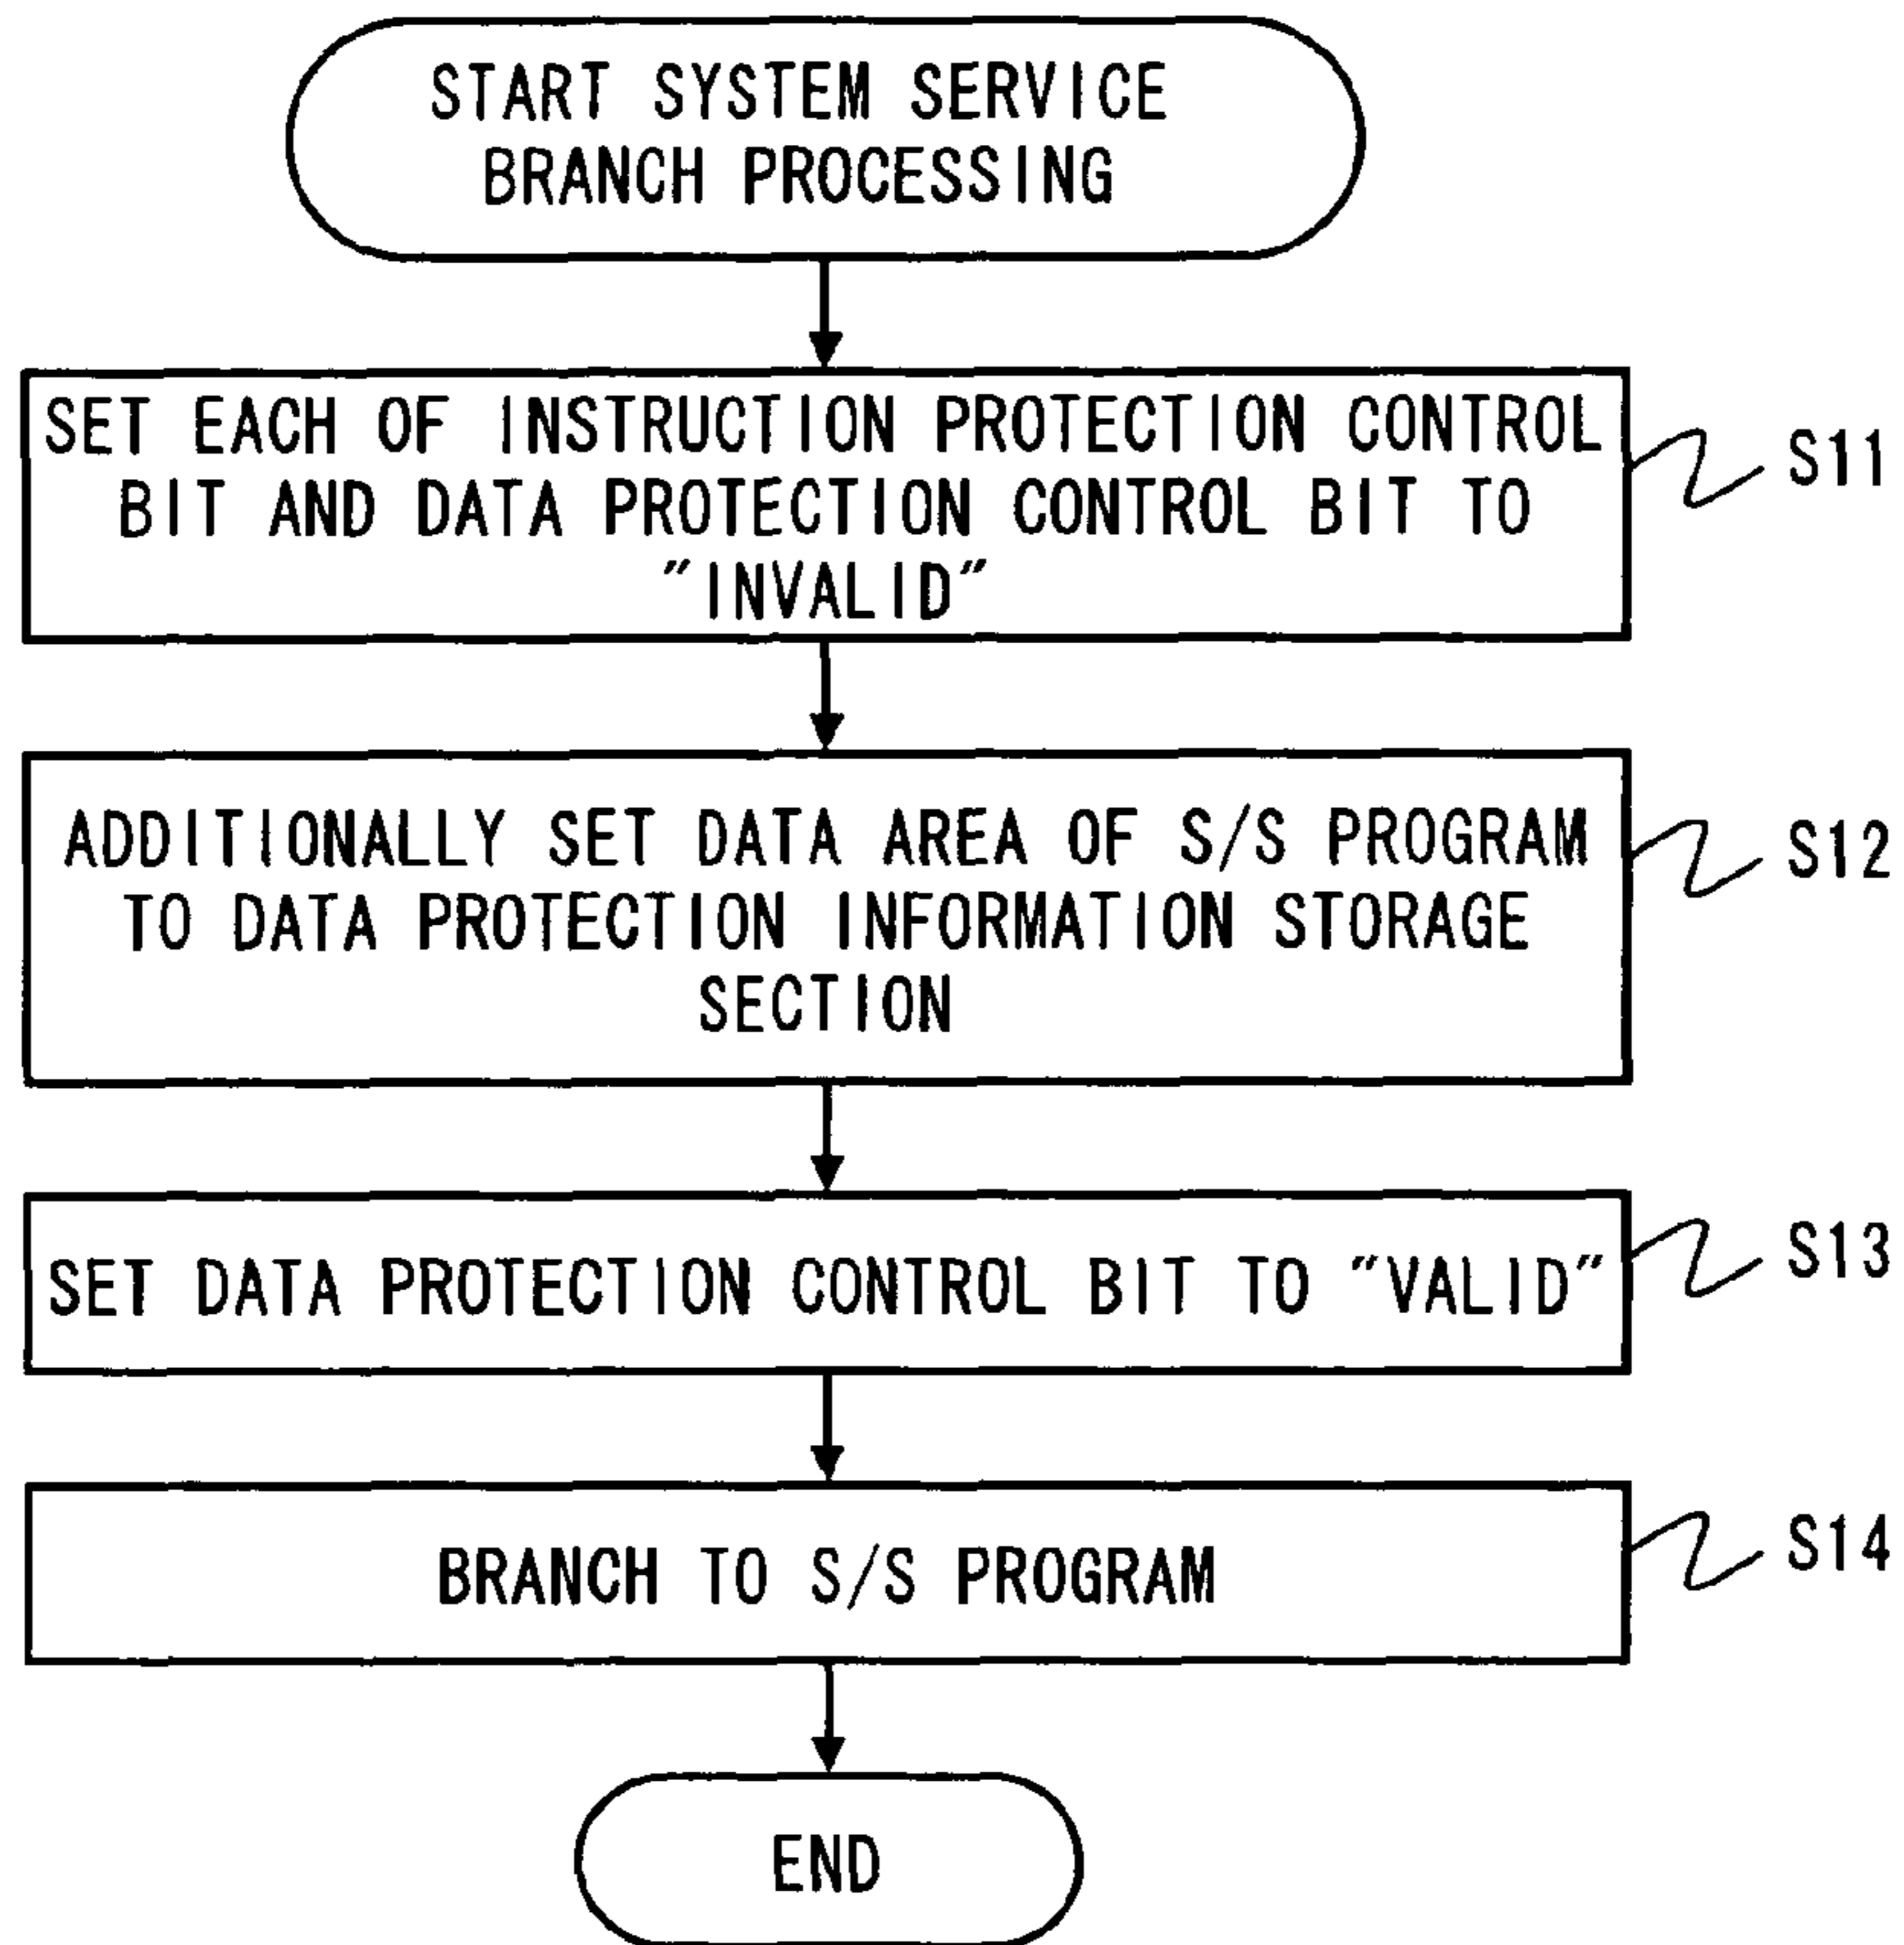 START SYSTEM SERVICE
BRANCH PROCESSING
SET EACH OF INSTRUCTION PROTECTION CONTROL
BIT AND DATA PROTECTION CONTROL BIT TO
"INVALID"
S11
ADDITIONALLY SET DATA AREA OF S/S PROGRAM
TO DATA PROTECTION INFORMATION STORAGE
SECTION
S12
SET DATA PROTECTION CONTROL BIT TO "VALID"
S13
BRANCH TO S/S PROGRAM
S14
END